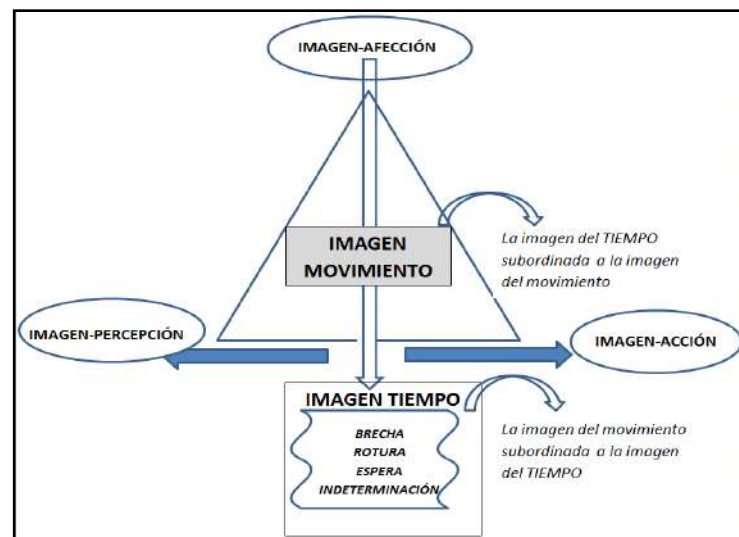 IMAGEN-AFECCIÓN
IMAGEN
MOVIMIENTO
La imagen del TIEMPO
subordinada a la imagen
del movimiento
IMAGEN-PERCEPCIÓN
IMAGEN-ACCIÓN
IMAGEN TIEMPO
BRECHA
ROTURA
ESPERA
INDETERMINACIÓN
La imagen del movimiento
subordinada a la imagen
del TIEMPO